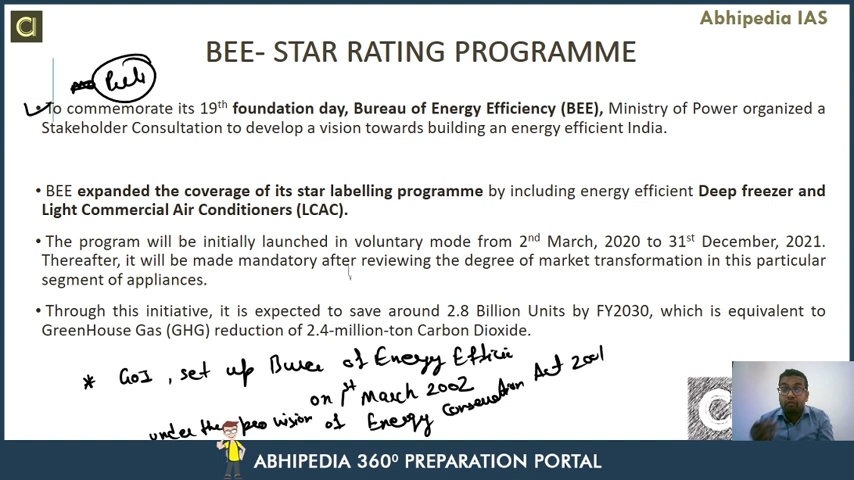 Abhipedia IAS
BEE- STAR RATING PROGRAMME
• To commemorate its 19th foundation day, Bureau of Energy Efficiency (BEE), Ministry of Power organized a
Stakeholder Consultation to develop a vision towards building an energy efficient India.
• BEE expanded the coverage of its star labelling programme by including energy efficient Deep freezer and
Light Commercial Air Conditioners (LCAC).
• The program will be initially launched in voluntary mode from 2nd March, 2020 to 31st December, 2021.
Thereafter, it will be made mandatory after reviewing the degree of market transformation in this particular
segment of appliances.
• Through this initiative, it is expected to save around 2.8 Billion Units by FY2030, which is equivalent to
GreenHouse Gas (GHG) reduction of 2.4-million-ton Carbon Dioxide.
* GOI, set up of Energy
on 1st March 2002
under the of Energy Conservation Act 2001
ABHIPEDIA 360° PREPARATION PORTAL